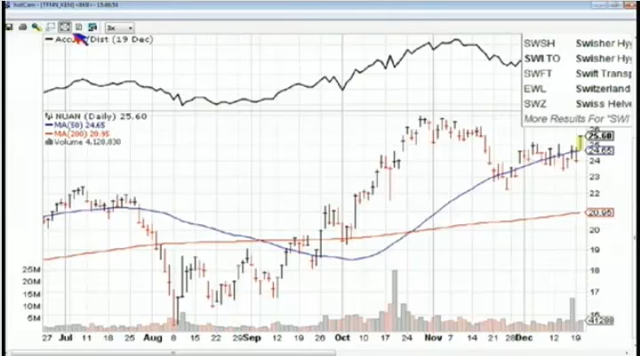 3x
Accum/Dist (19 Dec)
SWSH Swisher Hy
SWI.TO Swisher Hy
SWFT Swift Transp
EWL Switzerland
SWZ Swiss Helve
More Results For "SWI
NUAN (Daily) 25.60
MA(50) 24.65
MA(200) 20.95
Volume 4,128,830
26
25.60
24.65
24
23
22
20.95
20
19
18
17
16
25M
20M
15M
10M
5M
27 Jul 11 18 25 Aug 8 15 22 Sep 12 19 26 Oct 10 17 24 Nov 7 14 21 28 Dec 12 19